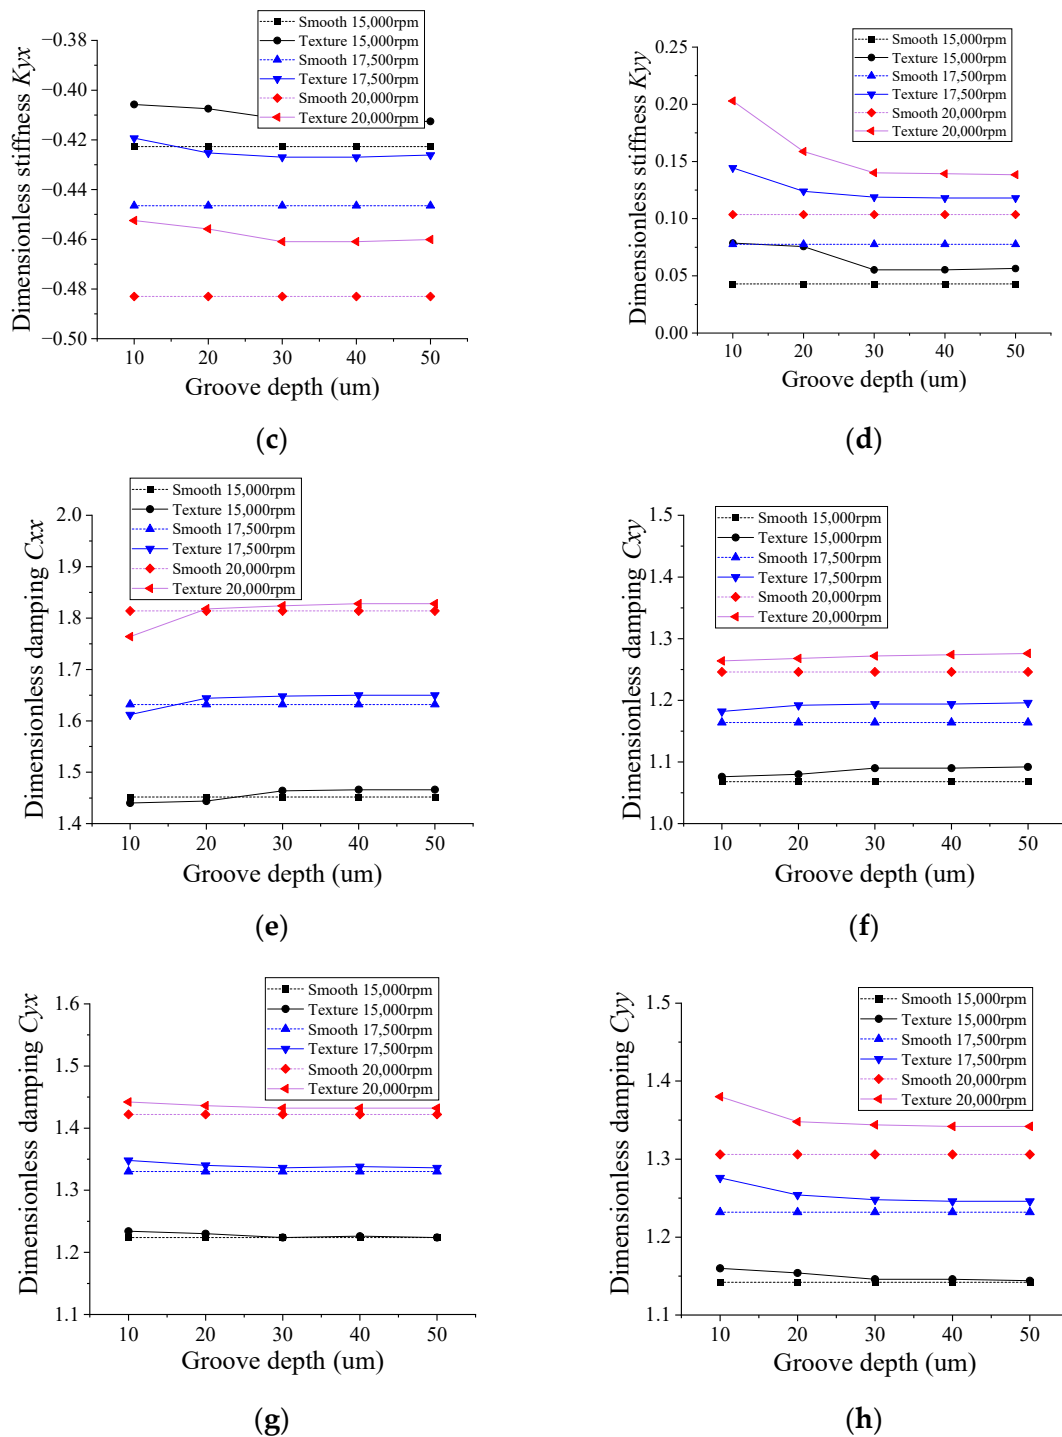 Smooth 15,000rpm
Texture 15,000rpm
Smooth 17,500rpm
Texture 17,500rpm
Smooth 20,000rpm
Texture 20,000rpm
Dimensionless stiffness Kyx
−0.38
−0.40
−0.42
−0.44
−0.46
−0.48
−0.50
10 20 30 40 50
Groove depth (um)
(c)
Smooth 15,000rpm
Texture 15,000rpm
Smooth 17,500rpm
Texture 17,500rpm
Smooth 20,000rpm
Texture 20,000rpm
Dimensionless stiffness Kyy
0.25
0.20
0.15
0.10
0.05
0.00
10 20 30 40 50
Groove depth (um)
(d)
Smooth 15,000rpm
Texture 15,000rpm
Smooth 17,500rpm
Texture 17,500rpm
Smooth 20,000rpm
Texture 20,000rpm
Dimensionless damping Cxx
2.0
1.9
1.8
1.7
1.6
1.5
1.4
10 20 30 40 50
Groove depth (um)
(e)
Smooth 15,000rpm
Texture 15,000rpm
Smooth 17,500rpm
Texture 17,500rpm
Smooth 20,000rpm
Texture 20,000rpm
Dimensionless damping Cxy
1.5
1.4
1.3
1.2
1.1
1.0
10 20 30 40 50
Groove depth (um)
(f)
Smooth 15,000rpm
Texture 15,000rpm
Smooth 17,500rpm
Texture 17,500rpm
Smooth 20,000rpm
Texture 20,000rpm
Dimensionless damping Cyx
1.6
1.5
1.4
1.3
1.2
1.1
10 20 30 40 50
Groove depth (um)
(g)
Smooth 15,000rpm
Texture 15,000rpm
Smooth 17,500rpm
Texture 17,500rpm
Smooth 20,000rpm
Texture 20,000rpm
Dimensionless damping Cyy
1.5
1.4
1.3
1.2
1.1
10 20 30 40 50
Groove depth (um)
(h)